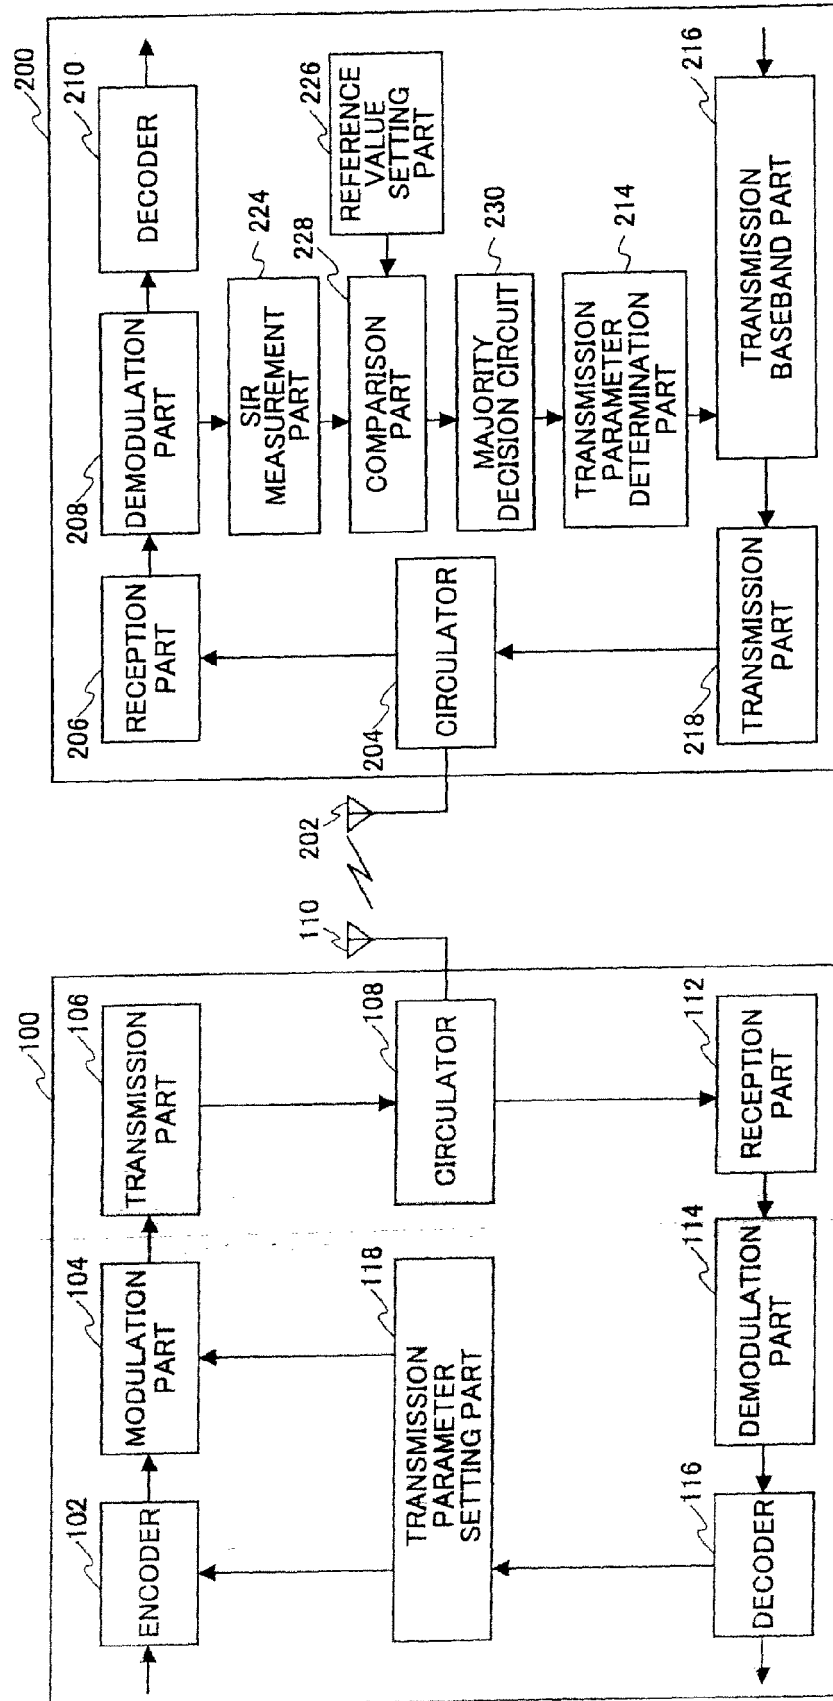 100
102
ENCODER
104
MODULATION
PART
106
TRANSMISSION
PART
118
TRANSMISSION
PARAMETER
SETTING PART
108
CIRCULATOR
110
116
DECODER
114
DEMODULATION
PART
112
RECEPTION
PART
200
206
RECEPTION
PART
208
DEMODULATION
PART
210
DECODER
224
SIR
MEASUREMENT
PART
226
REFERENCE
VALUE
SETTING
PART
228
COMPARISON
PART
230
MAJORITY
DECISION CIRCUIT
214
TRANSMISSION
PARAMETER
DETERMINATION
PART
202
204
CIRCULATOR
218
TRANSMISSION
PART
216
TRANSMISSION
BASEBAND PART